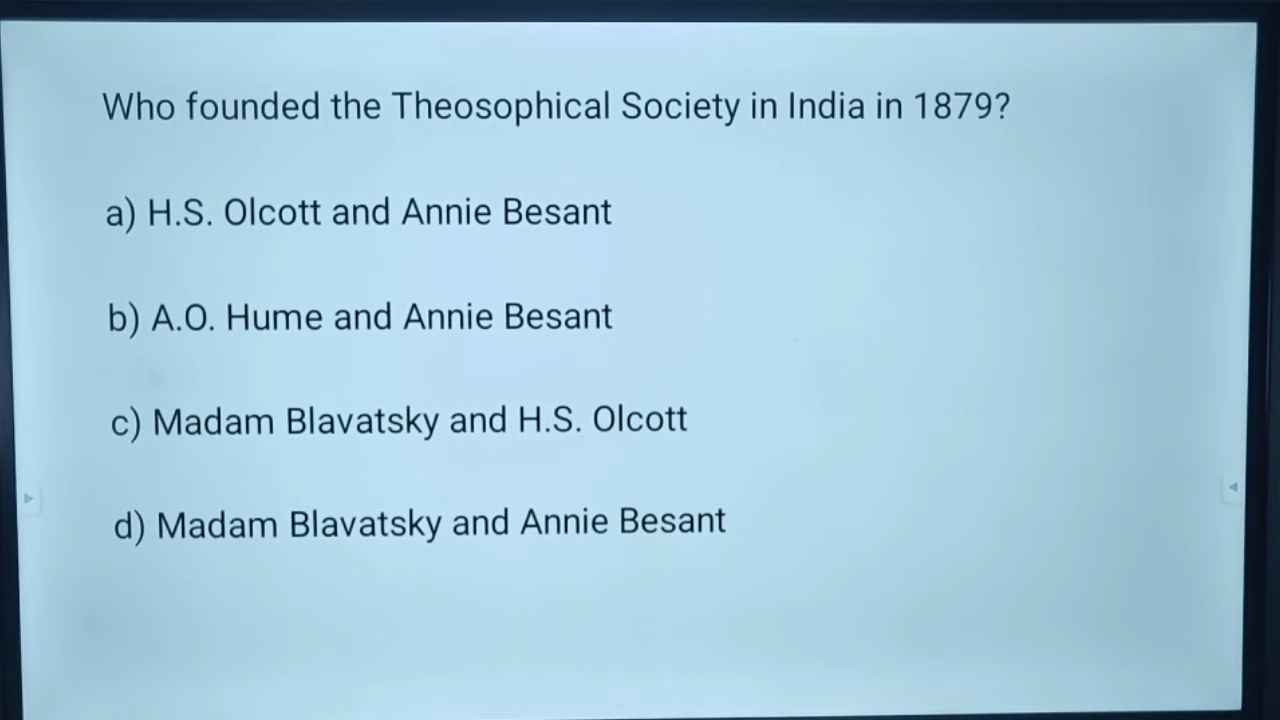 Who founded the Theosophical Society in India in 1879?
a) H.S. Olcott and Annie Besant
b) A.O. Hume and Annie Besant
c) Madam Blavatsky and H.S. Olcott
d) Madam Blavatsky and Annie Besant